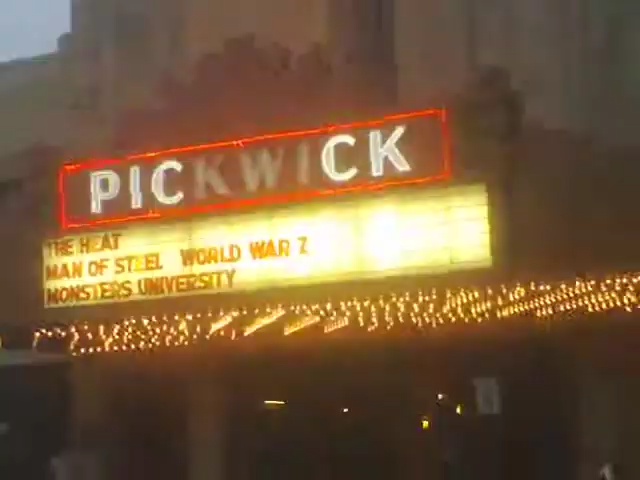 PICKWICK
THE HEAT
MAN OF STEEL WORLD WAR Z
MONSTERS UNIVERSITY